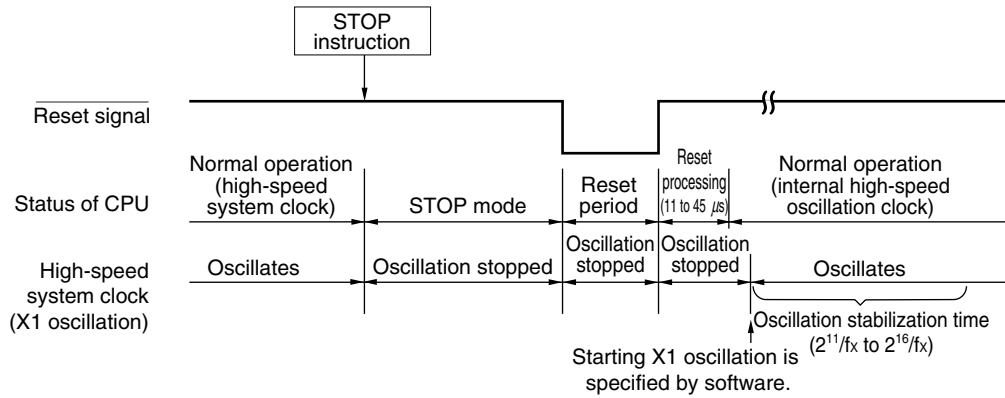 STOP
instruction
Reset signal
Status of CPU
Normal operation
(high-speed
system clock)
STOP mode
Reset
period
Reset
processing
(11 to 45 μs)
Normal operation
(internal high-speed
oscillation clock)
High-speed
system clock
(X1 oscillation)
Oscillates
Oscillation stopped
Oscillation
stopped
Oscillation
stopped
Oscillates
Oscillation stabilization time
(2¹¹/fx to 2¹⁶/fx)
Starting X1 oscillation is
specified by software.